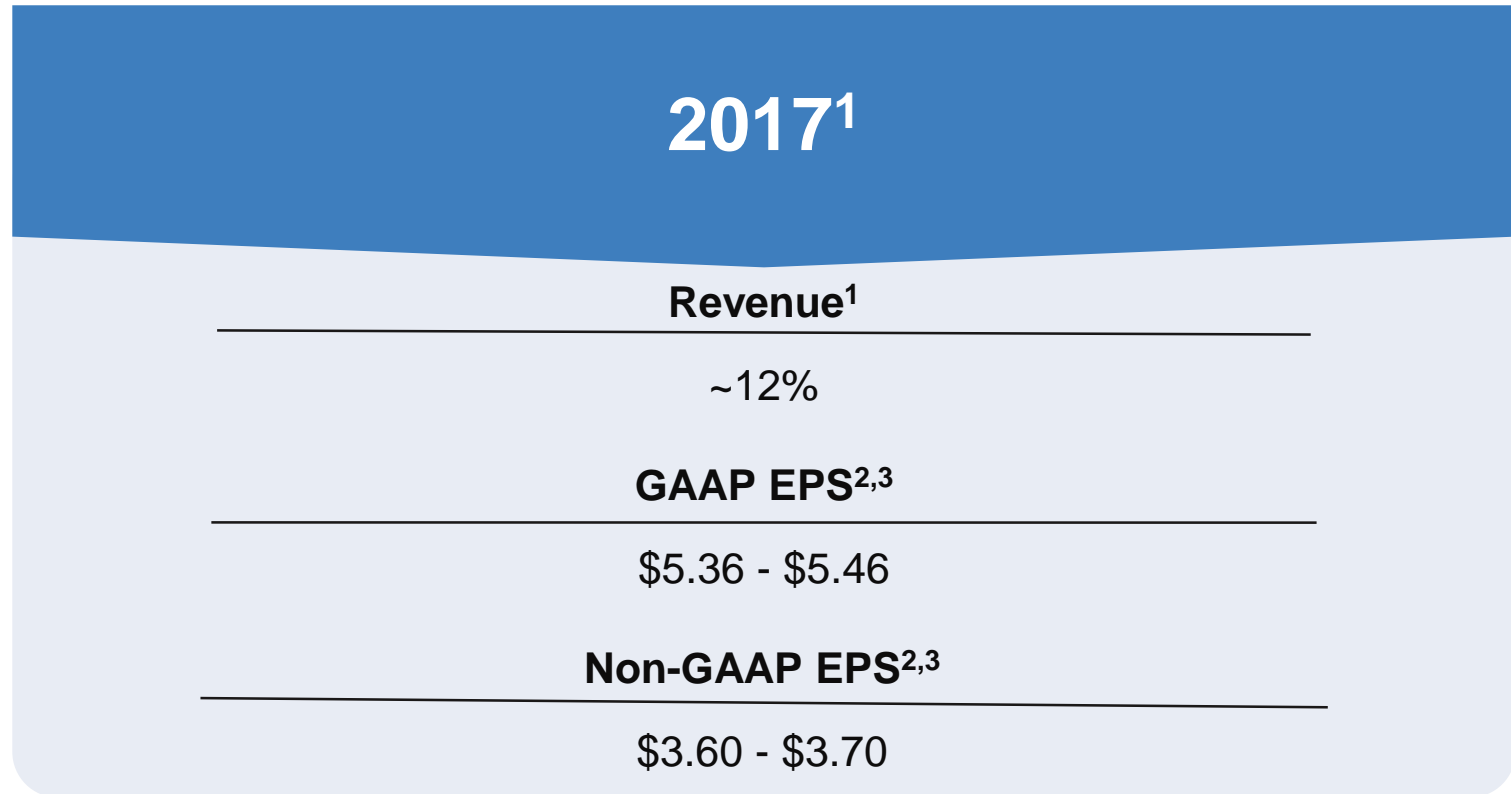 2017¹
Revenue¹
~12%
GAAP EPS²,³
$5.36 - $5.46
Non-GAAP EPS²,³
$3.60 - $3.70